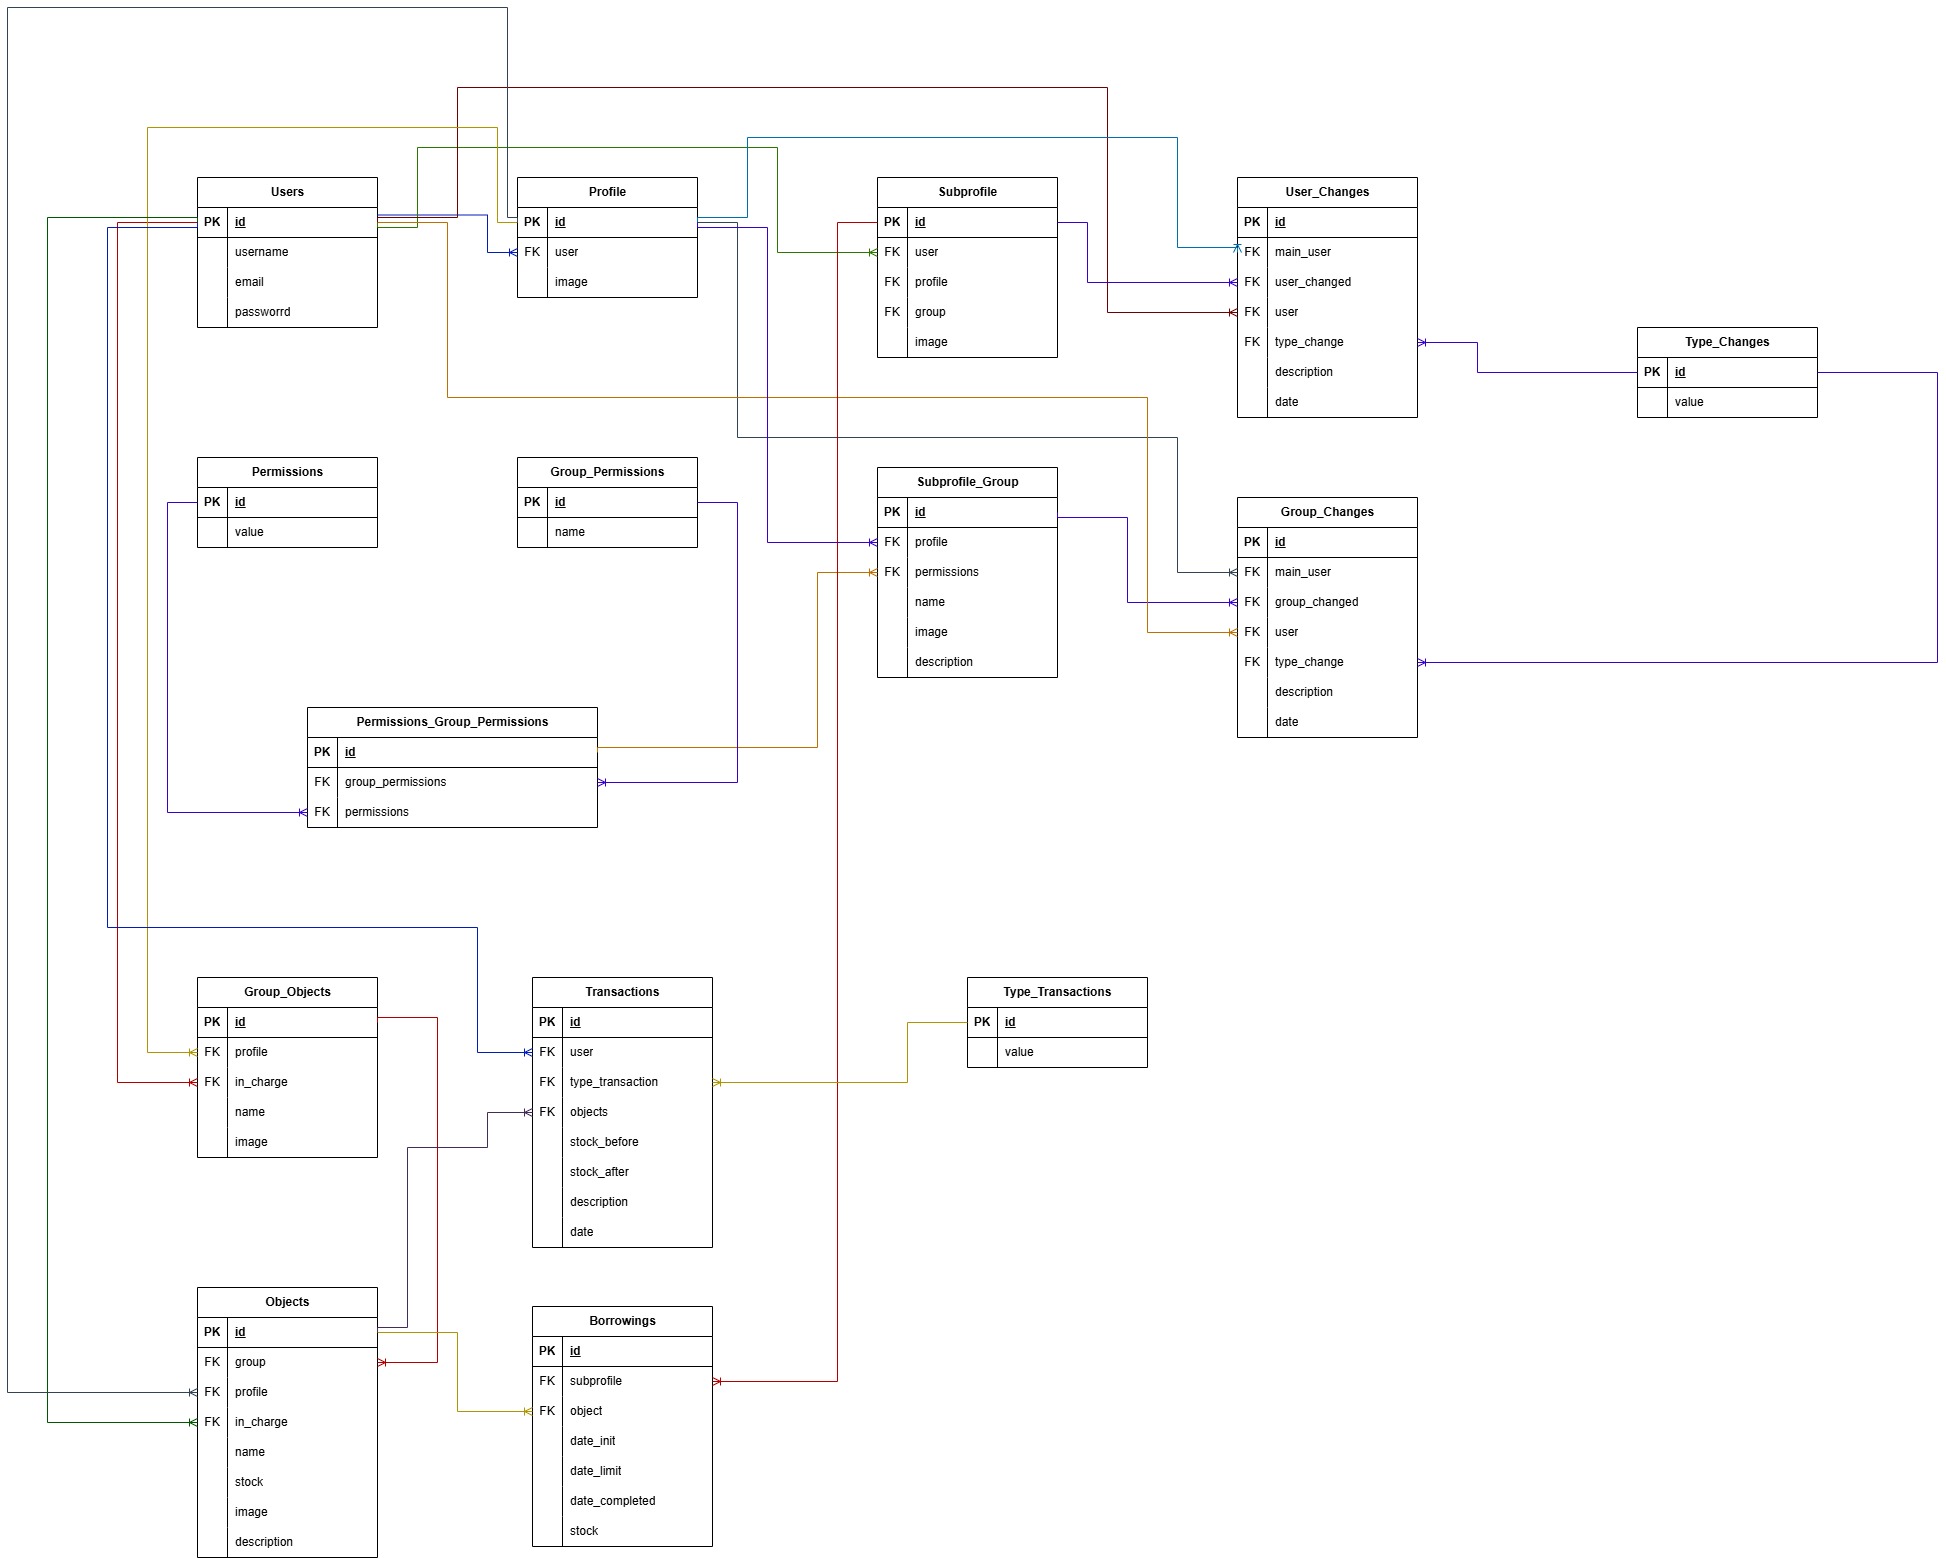 Users
PK id
username
email
passworrd
Profile
PK id
FK user
image
Subprofile
PK id
FK user
FK profile
FK group
image
User_Changes
PK id
FK main_user
FK user_changed
FK user
FK type_change
description
date
Type_Changes
PK id
value
Permissions
PK id
value
Group_Permissions
PK id
name
Subprofile_Group
PK id
FK profile
FK permissions
name
image
description
Group_Changes
PK id
FK main_user
FK group_changed
FK user
FK type_change
description
date
Permissions_Group_Permissions
PK id
FK group_permissions
FK permissions
Group_Objects
PK id
FK profile
FK in_charge
name
image
Transactions
PK id
FK user
FK type_transaction
FK objects
stock_before
stock_after
description
date
Type_Transactions
PK id
value
Objects
PK id
FK group
FK profile
FK in_charge
name
stock
image
description
Borrowings
PK id
FK subprofile
FK object
date_init
date_limit
date_completed
stock